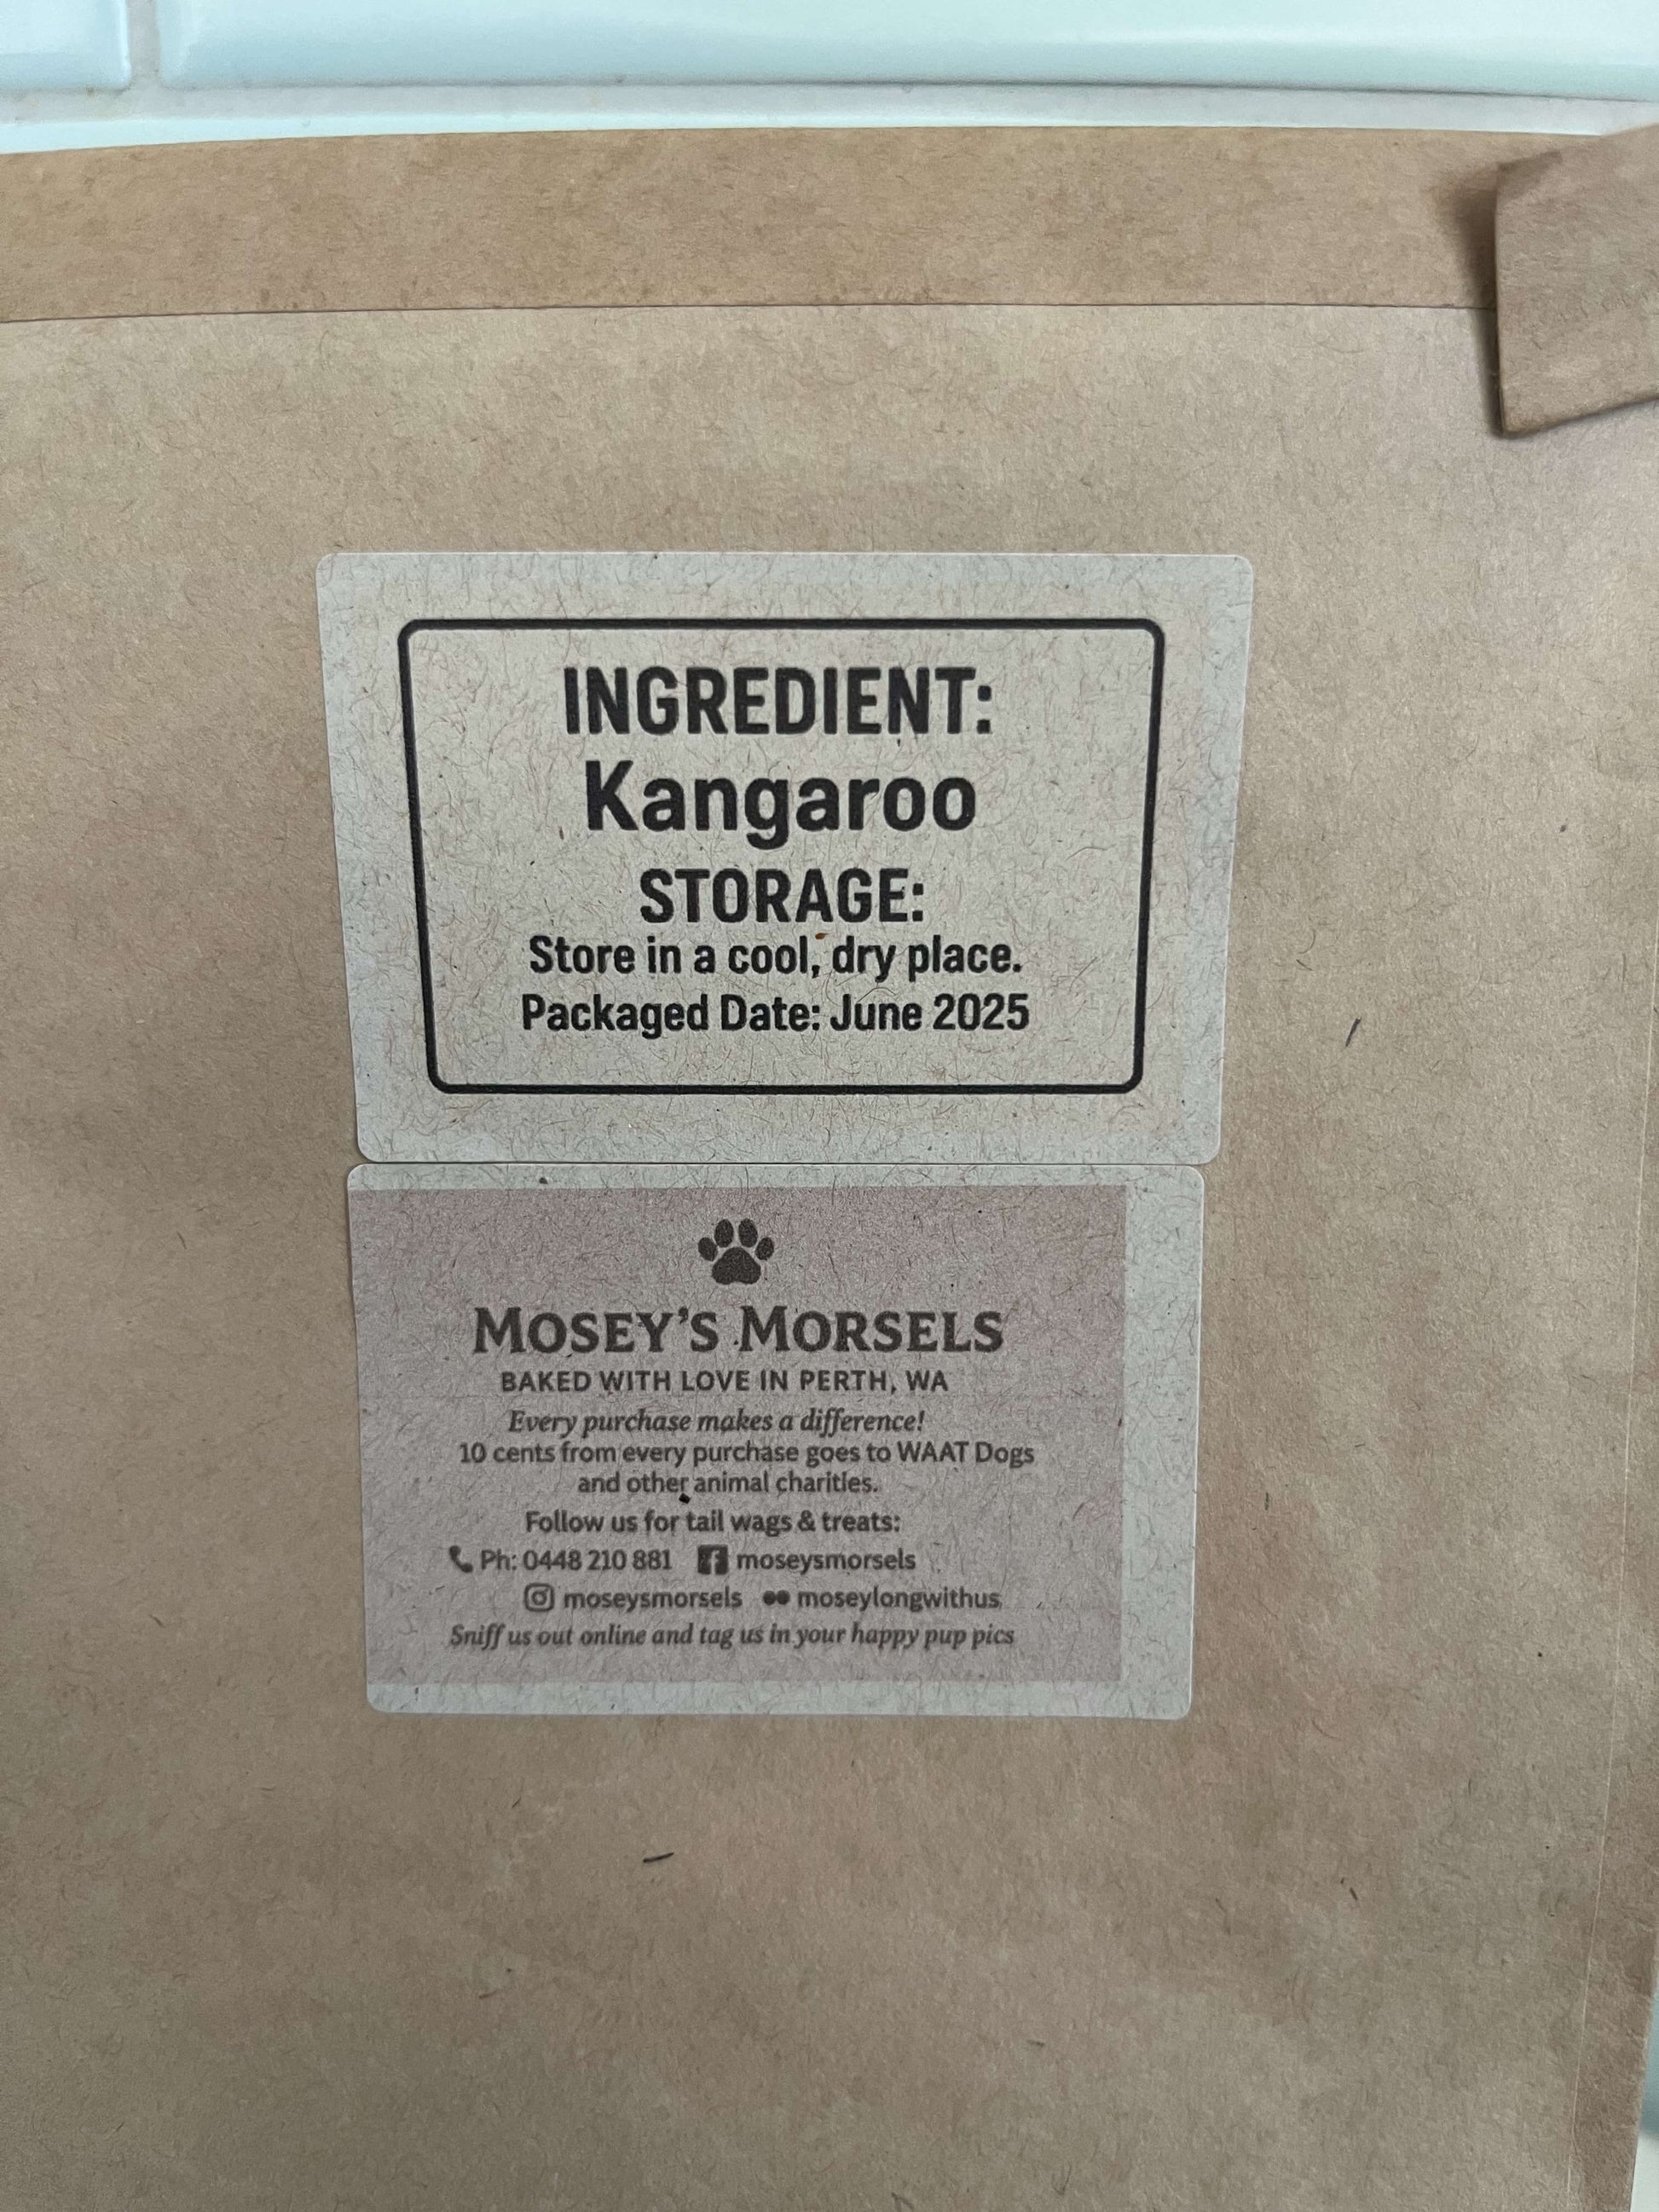 INGREDIENT:
Kangaroo
STORAGE:
Store in a cool, dry place.
Packaged Date: June 2025
MOSEY'S MORSELS
BAKED WITH LOVE IN PERTH, WA
Every purchase makes a difference!
10 cents from every purchase goes to WAAT Dogs
and other animal charities.
Follow us for tail wags & treats:
Ph: 0448 210 881 moseysmorsels
moseysmorsels moseylongwithus
Sniff us out online and tag us in your happy pup pics